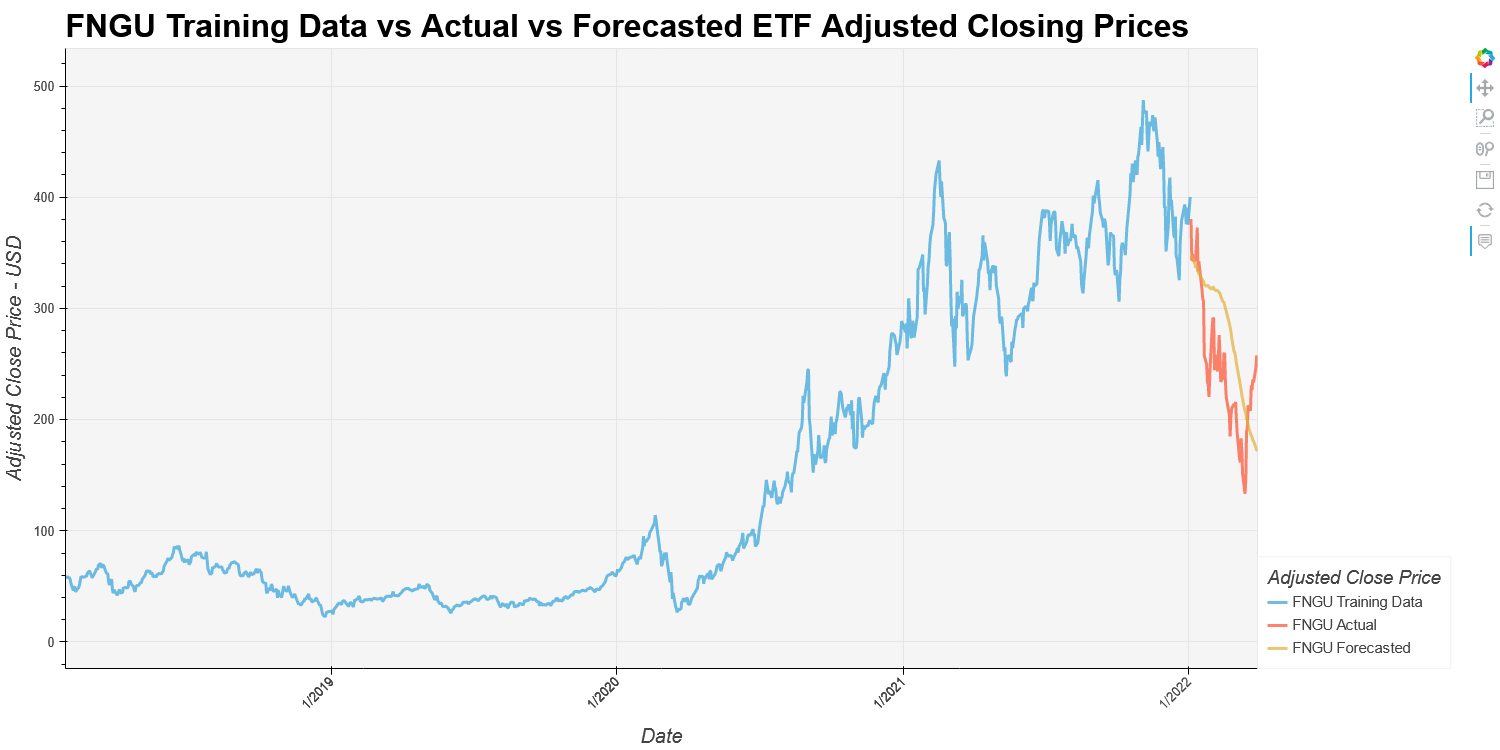 FNGU Training Data vs Actual vs Forecasted ETF Adjusted Closing Prices
Adjusted Close Price - USD
500
400
300
200
100
0
1/2019
1/2020
1/2021
1/2022
Date
Adjusted Close Price
FNGU Training Data
FNGU Actual
FNGU Forecasted